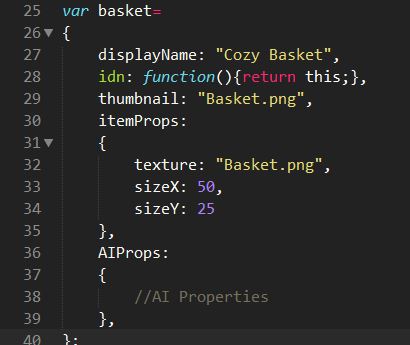 25 var basket=
26 {
27 displayName: "Cozy Basket",
28 idn: function(){return this;},
29 thumbnail: "Basket.png",
30 itemProps:
31 {
32 texture: "Basket.png",
33 sizeX: 50,
34 sizeY: 25
35 },
36 AIProps:
37 {
38 //AI Properties
39 },
40 };